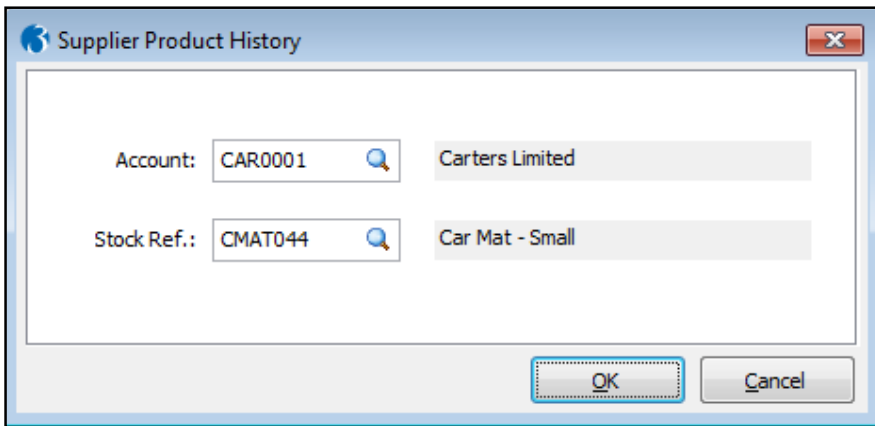 Supplier Product History
Account: CAR0001 Carters Limited
Stock Ref.: CMAT044 Car Mat - Small
OK Cancel